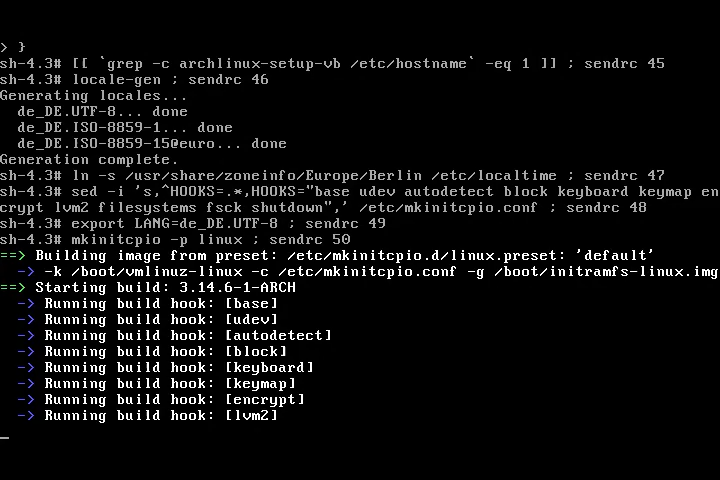 > }
sh-4.3# [[ `grep -c archlinux-setup-vb /etc/hostname` -eq 1 ]] ; sendrc 45
sh-4.3# locale-gen ; sendrc 46
Generating locales...
  de_DE.UTF-8... done
  de_DE.ISO-8859-1... done
  de_DE.ISO-8859-15@euro... done
Generation complete.
sh-4.3# ln -s /usr/share/zoneinfo/Europe/Berlin /etc/localtime ; sendrc 47
sh-4.3# sed -i 's,^HOOKS=.*,HOOKS="base udev autodetect block keyboard keymap en
crypt lvm2 filesystems fsck shutdown",' /etc/mkinitcpio.conf ; sendrc 48
sh-4.3# export LANG=de_DE.UTF-8 ; sendrc 49
sh-4.3# mkinitcpio -p linux ; sendrc 50
==> Building image from preset: /etc/mkinitcpio.d/linux.preset: 'default'
  -> -k /boot/vmlinuz-linux -c /etc/mkinitcpio.conf -g /boot/initramfs-linux.img
==> Starting build: 3.14.6-1-ARCH
  -> Running build hook: [base]
  -> Running build hook: [udev]
  -> Running build hook: [autodetect]
  -> Running build hook: [block]
  -> Running build hook: [keyboard]
  -> Running build hook: [keymap]
  -> Running build hook: [encrypt]
  -> Running build hook: [lvm2]